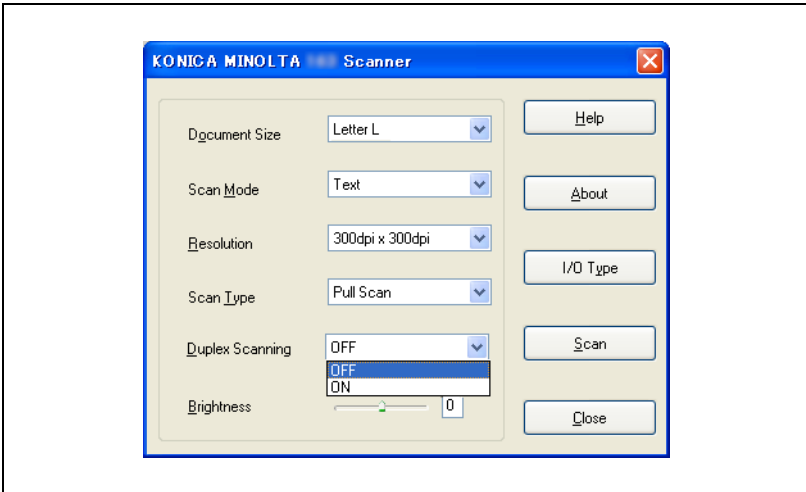 KONICA MINOLTA Scanner
Document Size Letter L
Help
Scan Mode Text
About
Resolution 300dpi x 300dpi
I/O Type
Scan Type Pull Scan
Duplex Scanning OFF
Scan
OFF
ON
Brightness 0
Close